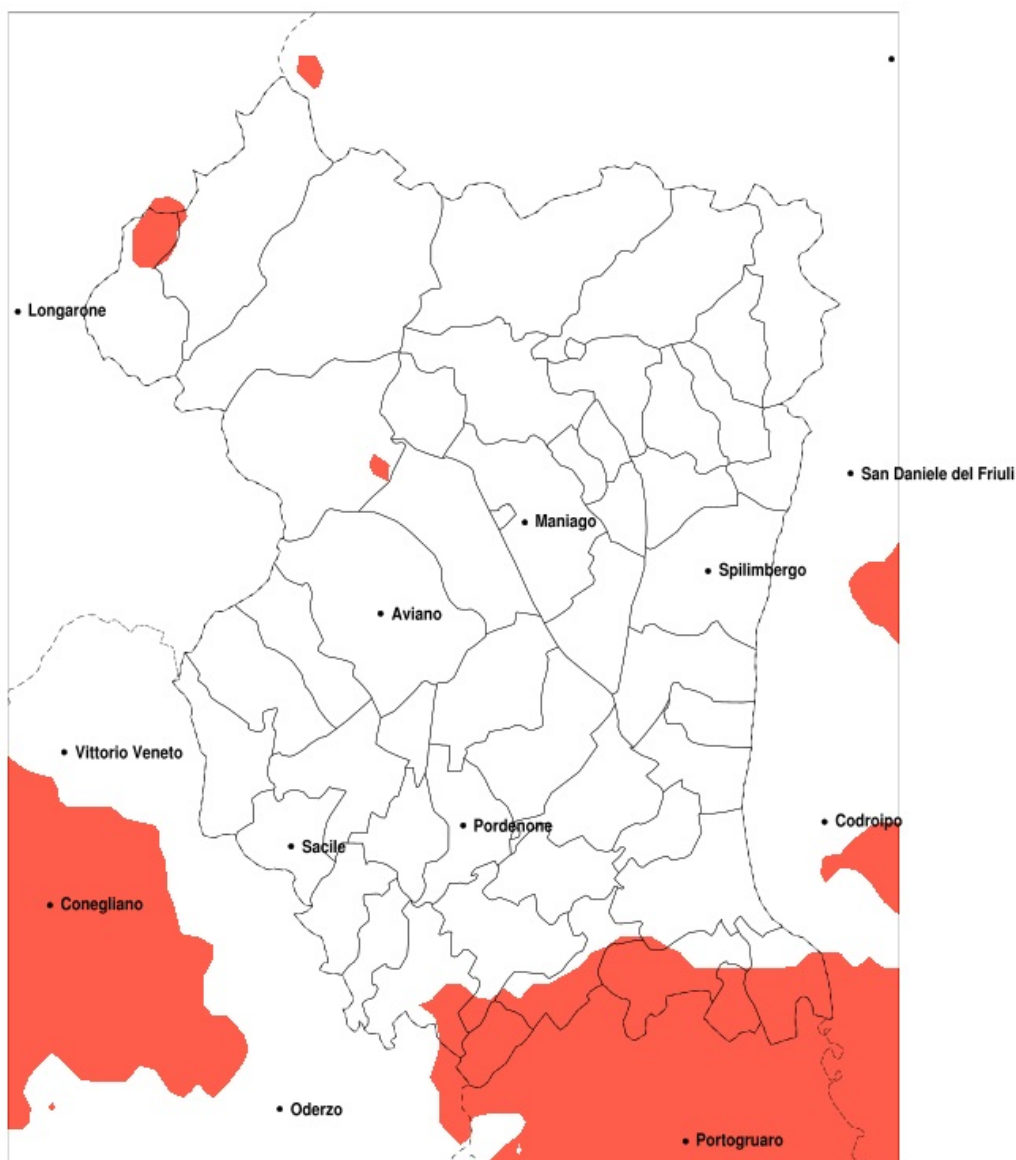 Longarone
San Daniele del Friuli
Maniago
Spilimbergo
Aviano
Vittorio Veneto
Codroipo
Pordenone
Sacile
Conegliano
Oderzo
Portogruaro